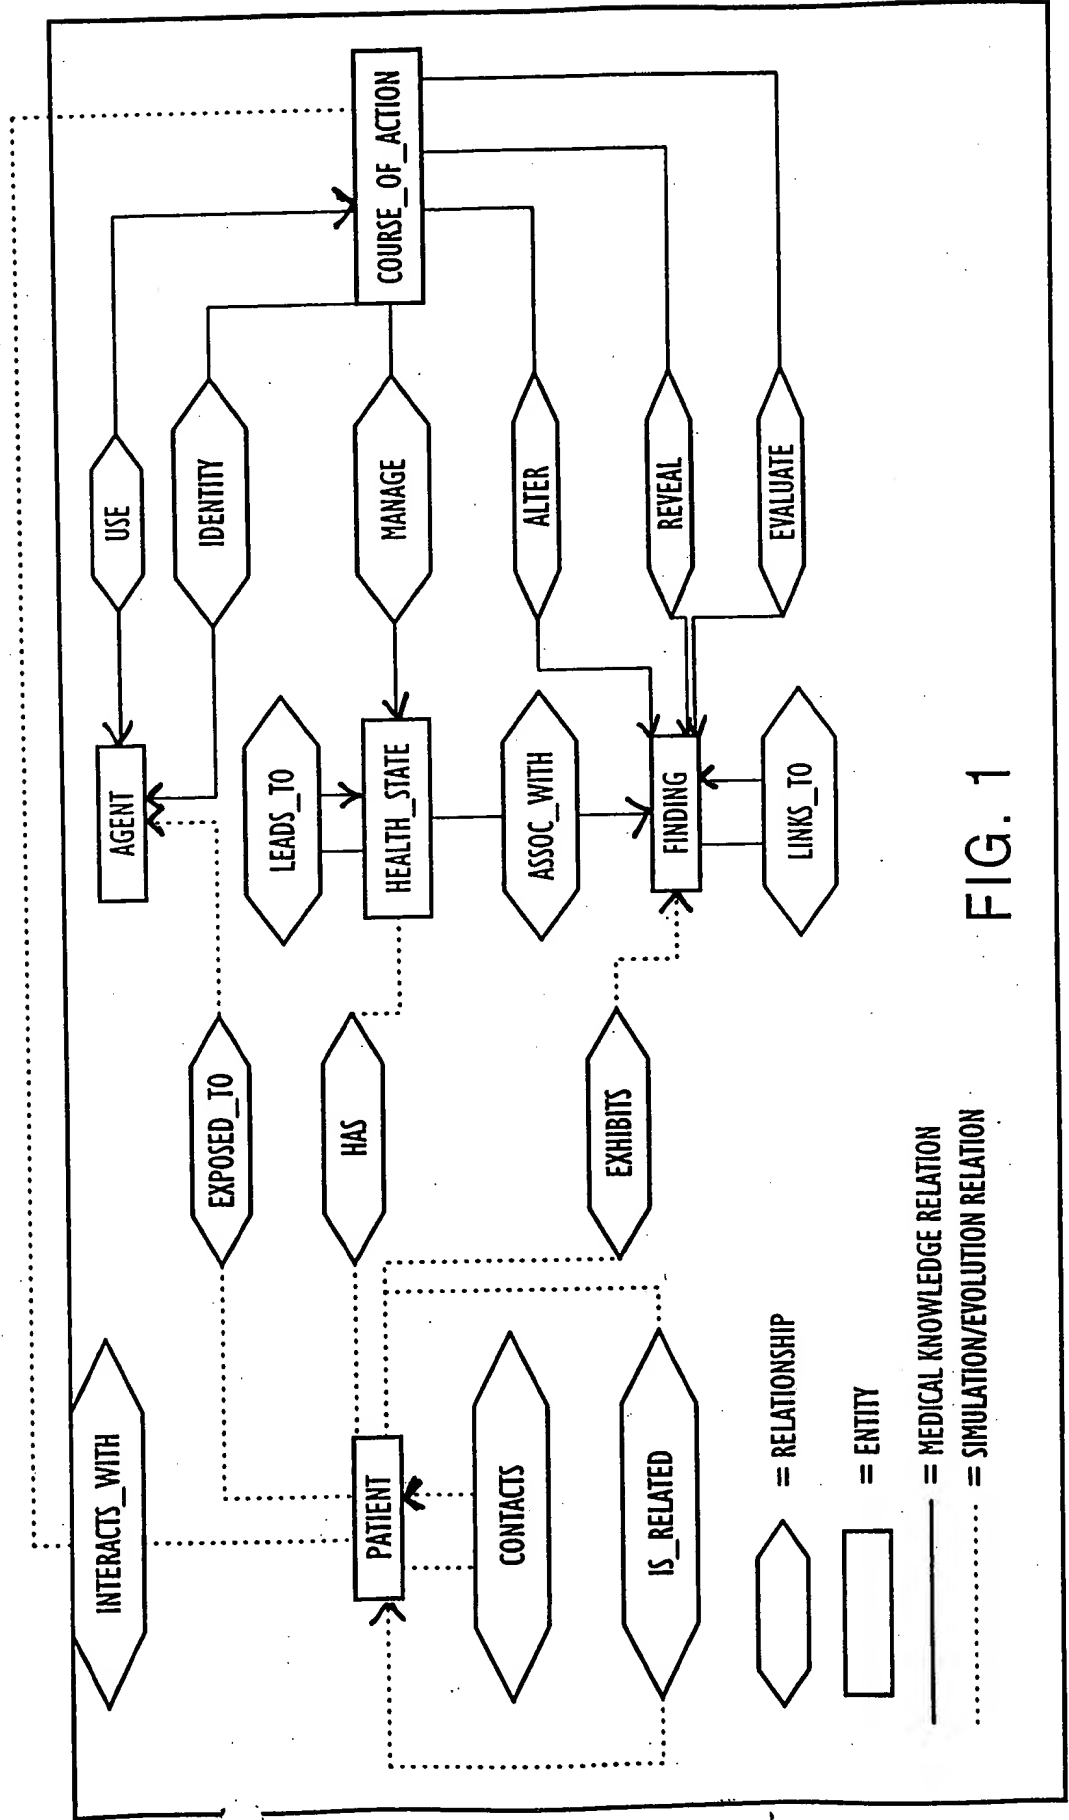 INTERACTS_WITH
AGENT
USE
EXPOSED_TO
IDENTITY
LEADS_TO
HAS
PATIENT
HEALTH_STATE
MANAGE
COURSE_OF_ACTION
CONTACTS
ASSOC_WITH
ALTER
EXHIBITS
IS_RELATED
FINDING
REVEAL
EVALUATE
LINKS_TO
= RELATIONSHIP
= ENTITY
= MEDICAL KNOWLEDGE RELATION
= SIMULATION/EVOLUTION RELATION
FIG. 1